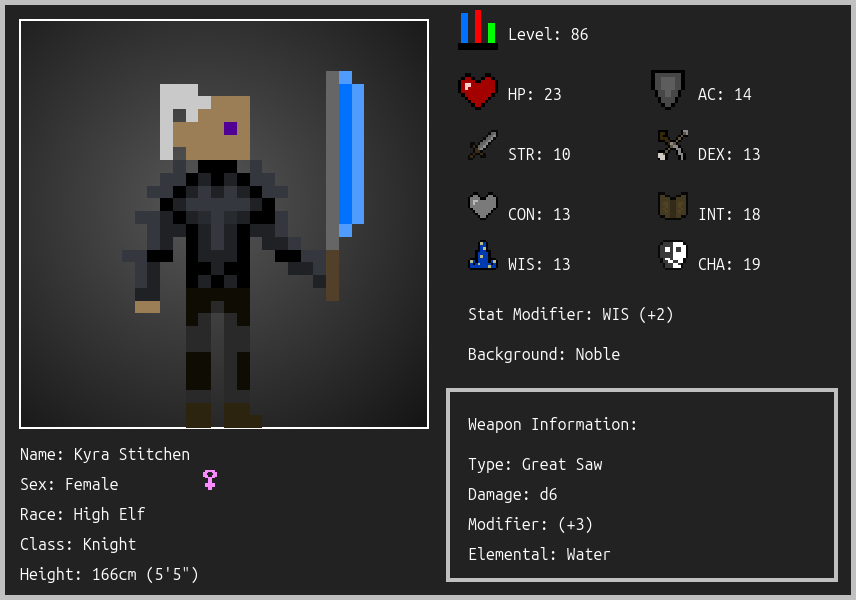 Level: 86
HP: 23
AC: 14
STR: 10
DEX: 13
CON: 13
INT: 18
WIS: 13
CHA: 19
Stat Modifier: WIS (+2)
Background: Noble
Weapon Information:
Type: Great Saw
Damage: d6
Modifier: (+3)
Elemental: Water
Name: Kyra Stitchen
Sex: Female
Race: High Elf
Class: Knight
Height: 166cm (5'5")